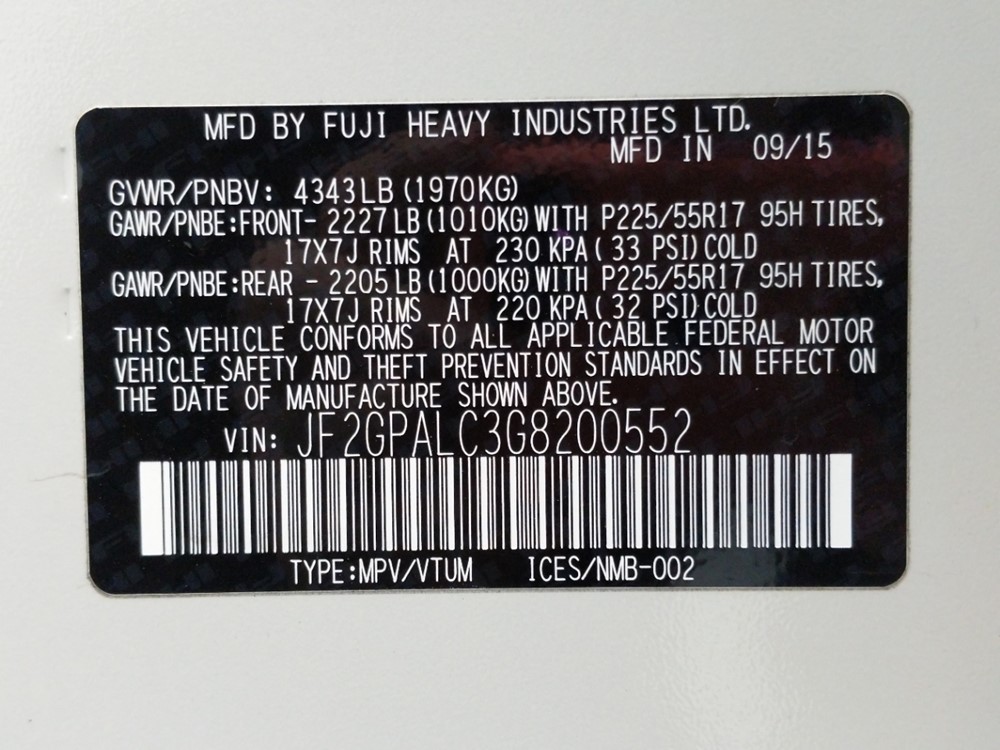 MFD BY FUJI HEAVY INDUSTRIES LTD.
MFD IN 09/15
GVWR/PNBV: 4343LB (1970KG)
GAWR/PNBE:FRONT- 2227LB (1010KG) WITH P225/55R17 95H TIRES,
17X7J RIMS AT 230 KPA ( 33 PSI) COLD
GAWR/PNBE:REAR - 2205LB (1000KG) WITH P225/55R17 95H TIRES,
17X7J RIMS AT 220 KPA ( 32 PSI) COLD
THIS VEHICLE CONFORMS TO ALL APPLICABLE FEDERAL MOTOR
VEHICLE SAFETY AND THEFT PREVENTION STANDARDS IN EFFECT ON
THE DATE OF MANUFACTURE SHOWN ABOVE.
VIN: JF2GPALC3G8200552
TYPE:MPV/VTUM ICES/NMB-002